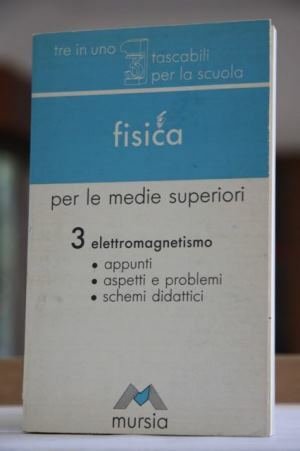 tre in uno tascabili
per la scuola
fisica
per le medie superiori
3 elettromagnetismo
• appunti
• aspetti e problemi
• schemi didattici
mursia